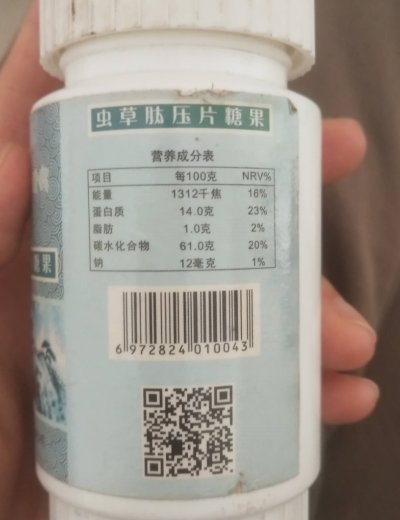 虫草肽压片糖果
营养成分表
项目 每100克 NRV%
能量 1312千焦 16%
蛋白质 14.0克 23%
脂肪 1.0克 2%
碳水化合物 61.0克 20%
钠 12毫克 1%
6 972824 010043
糖果